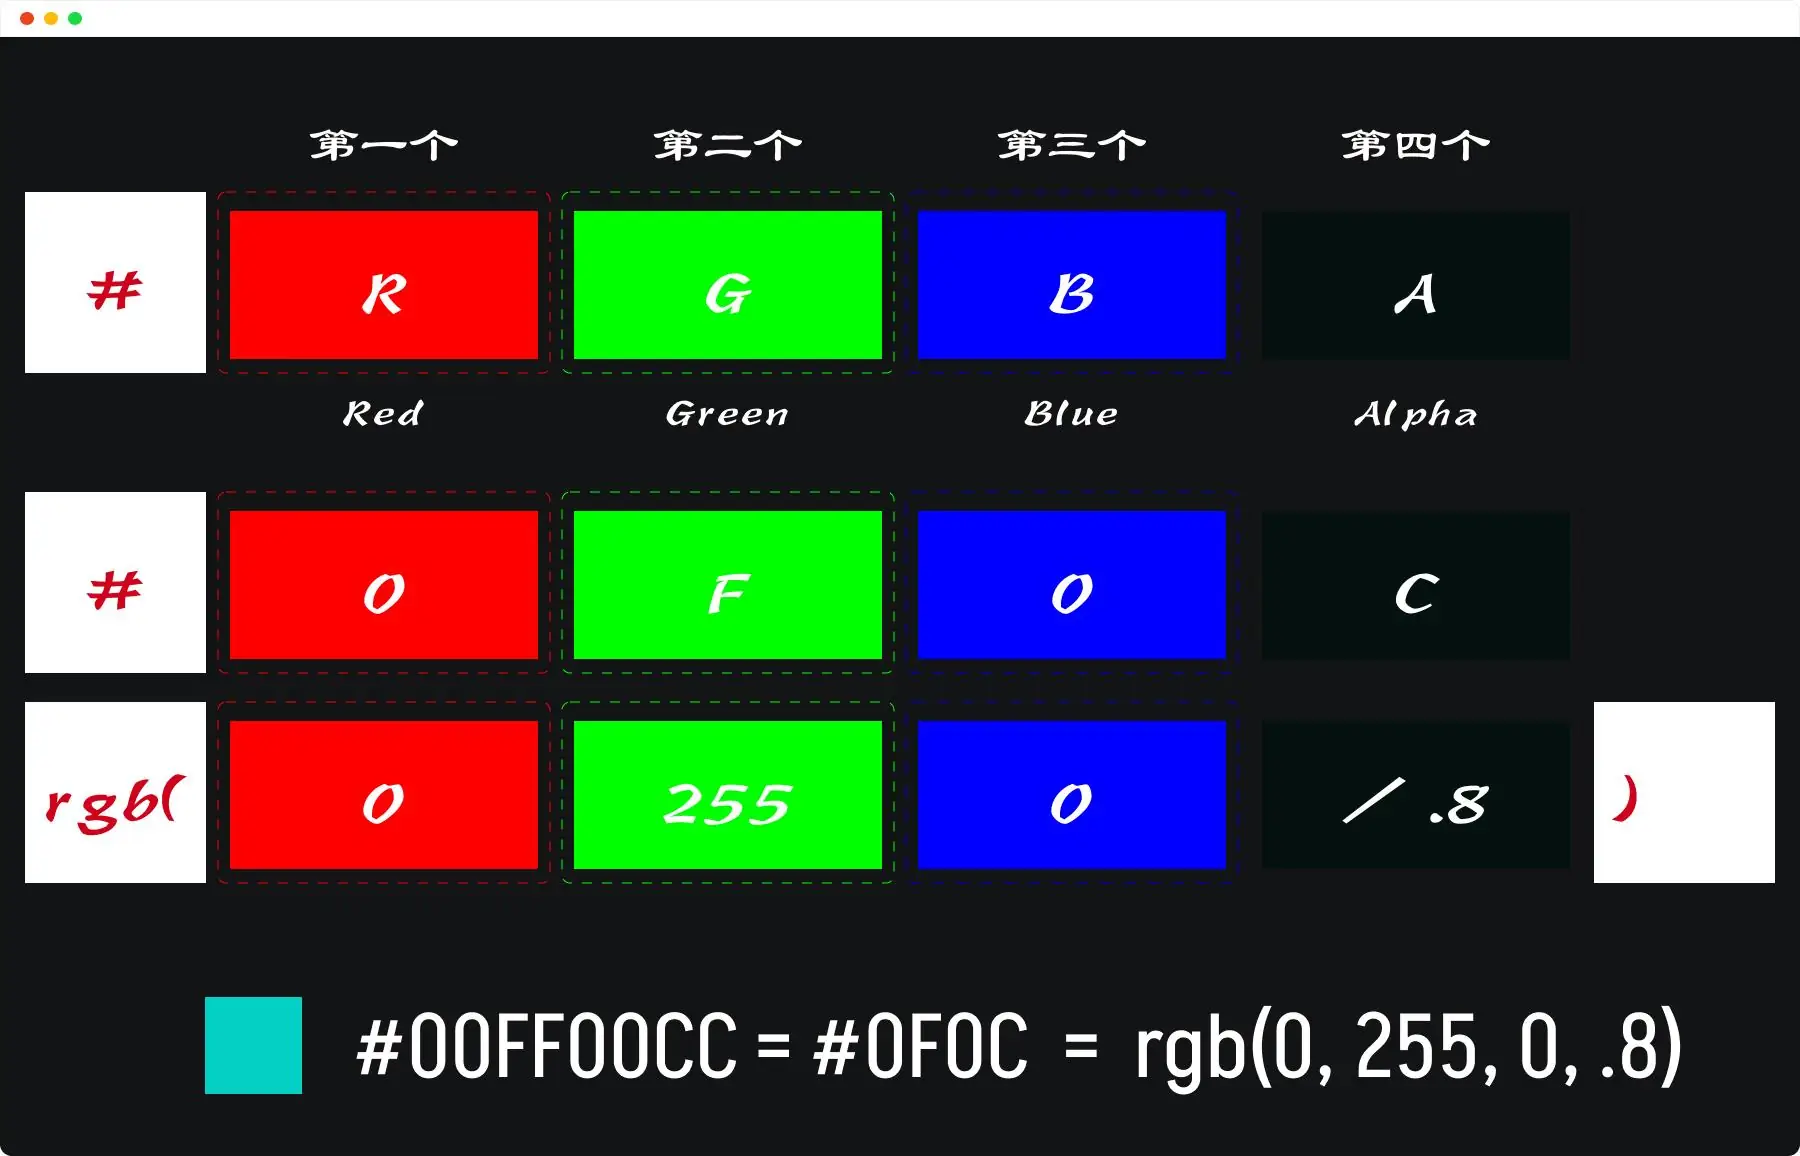 第一个 第二个 第三个 第四个
# R G B A
Red Green Blue Alpha
# 0 F 0 C
rgb( 0 255 0 / .8 )
#00FF00CC = #0F0C = rgb(0, 255, 0, .8)